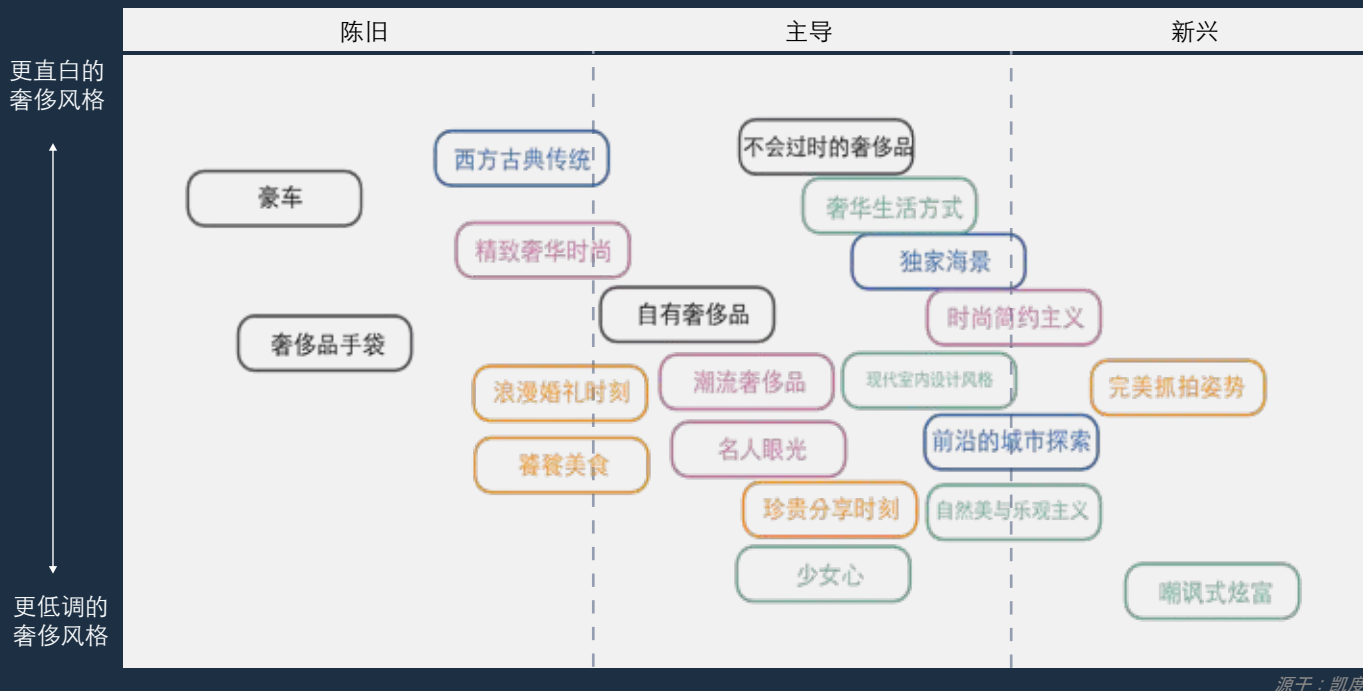 陈旧
主导
新兴
更直白的
奢侈风格
不会过时的奢侈品
西方古典传统
豪车
奢华生活方式
精致奢华时尚
独家海景
自有奢侈品
时尚简约主义
奢侈品手袋
潮流奢侈品
现代室内设计风格
完美抓拍姿势
浪漫婚礼时刻
前沿的城市探索
名人眼光
饕餮美食
珍贵分享时刻
自然美与乐观主义
少女心
嘲讽式炫富
更低调的
奢侈风格
源于：凯度